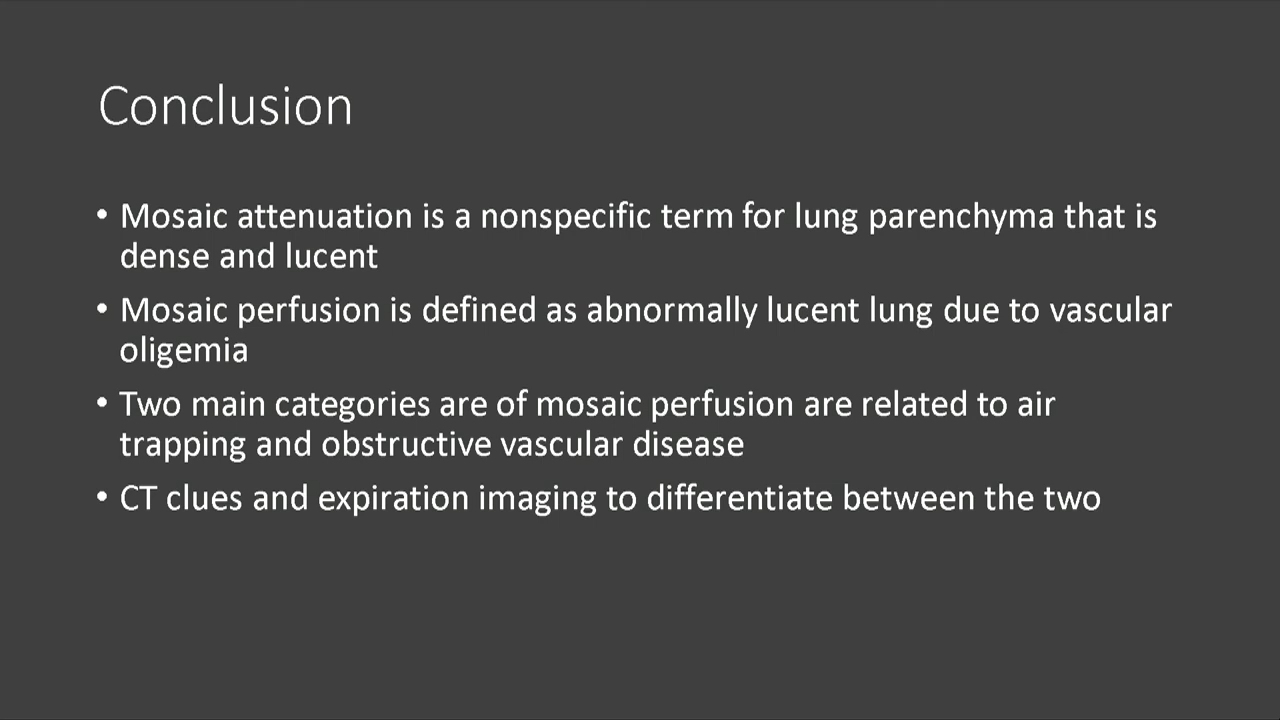 Conclusion
• Mosaic attenuation is a nonspecific term for lung parenchyma that is
dense and lucent
• Mosaic perfusion is defined as abnormally lucent lung due to vascular
oligemia
• Two main categories are of mosaic perfusion are related to air
trapping and obstructive vascular disease
• CT clues and expiration imaging to differentiate between the two